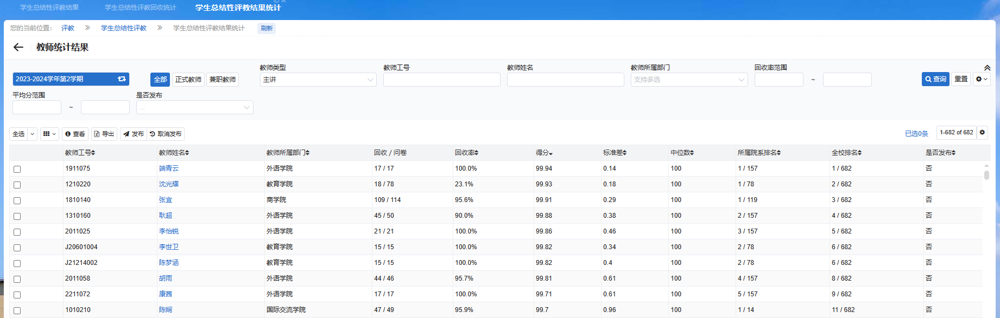 学生总结性评教结果 学生总结性评教回收统计 学生总结性评教结果统计
您的当前位置: 评教 » 学生总结性评教 » 学生总结性评教结果统计 刷新
教师统计结果
教师类型 教师工号 教师姓名 教师所属部门 回收率范围
2023-2024学年第2学期 全部 正式教师 兼职教师 主讲 支持多选 ~ 查询 重置
平均分范围 是否发布
~ ...
全选 查看 导出 发布 取消发布 已选0条 1-682 of 682
教师工号 教师姓名 教师所属部门 回收 / 问卷 回收率 得分 标准差 中位数 所属院系排名 全校排名 是否发布
1911075 端青云 外语学院 17 / 17 100.0% 99.94 0.14 100 1 / 157 1 / 682 否
1210220 沈光耀 教育学院 18 / 78 23.1% 99.93 0.18 100 1 / 78 2 / 682 否
1810140 张宜 商学院 109 / 114 95.6% 99.91 0.29 100 1 / 119 3 / 682 否
1310160 耿超 外语学院 45 / 50 90.0% 99.88 0.38 100 2 / 157 4 / 682 否
2011025 李怡锐 外语学院 21 / 21 100.0% 99.86 0.46 100 3 / 157 5 / 682 否
J20601004 李世卫 教育学院 15 / 15 100.0% 99.82 0.34 100 2 / 78 6 / 682 否
J21214002 陈梦涵 教育学院 15 / 15 100.0% 99.82 0.4 100 2 / 78 6 / 682 否
2011058 胡雨 外语学院 44 / 46 95.7% 99.81 0.61 100 4 / 157 8 / 682 否
2211072 康茜 外语学院 17 / 17 100.0% 99.71 0.61 100 5 / 157 9 / 682 否
1010210 陈娴 国际交流学院 47 / 49 95.9% 99.7 0.96 100 1 / 14 11 / 682 否